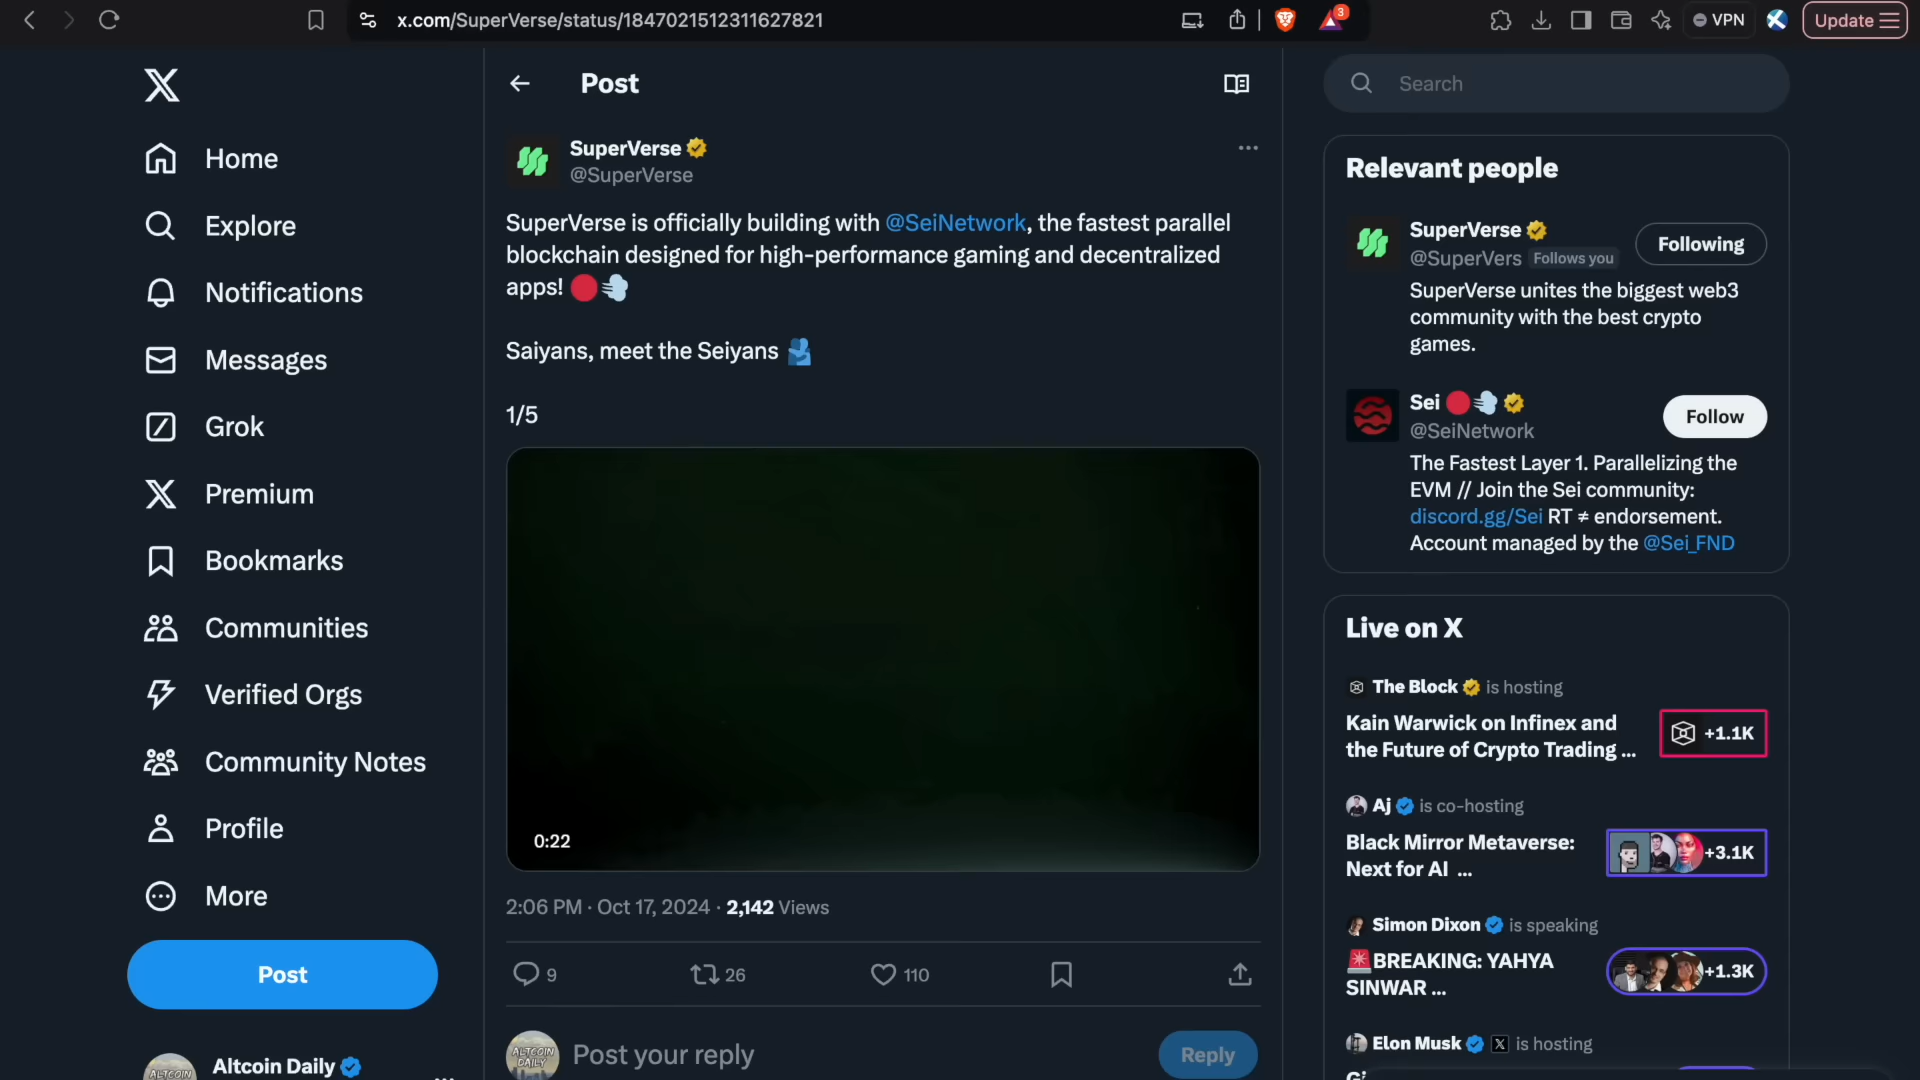 x.com/SuperVerse/status/1847021512311627821
3
VPN
Update
Home
Explore
Notifications
Messages
Grok
Premium
Bookmarks
Communities
Verified Orgs
Community Notes
Profile
More
Post
Altcoin Daily
Post
SuperVerse
@SuperVerse
SuperVerse is officially building with @SeiNetwork, the fastest parallel
blockchain designed for high-performance gaming and decentralized
apps! 🔴💨
Saiyans, meet the Seiyans 🫂
1/5
0:22
2:06 PM · Oct 17, 2024 · 2,142 Views
9
26
110
ALTCOIN
DAILY
Post your reply
Reply
Search
Relevant people
SuperVerse
Following
@SuperVers Follows you
SuperVerse unites the biggest web3
community with the best crypto
games.
Sei 🔴💨
Follow
@SeiNetwork
The Fastest Layer 1. Parallelizing the
EVM // Join the Sei community:
discord.gg/Sei RT ≠ endorsement.
Account managed by the @Sei_FND
Live on X
The Block is hosting
Kain Warwick on Infinex and
the Future of Crypto Trading ...
+1.1K
Aj is co-hosting
Black Mirror Metaverse:
Next for AI ...
+3.1K
Simon Dixon is speaking
🚨BREAKING: YAHYA
SINWAR ...
+1.3K
Elon Musk is hosting